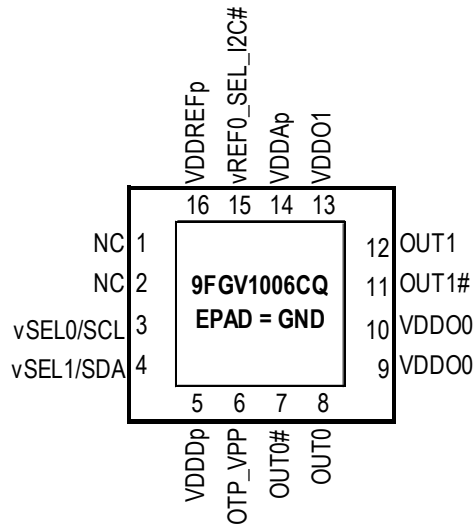 VDDREFp
vREF0_SEL_I2C#
VDDAp
VDDO1
16 15 14 13
NC 1
NC 2
vSEL0/SCL 3
vSEL1/SDA 4
9FGV1006CQ
EPAD = GND
12 OUT1
11 OUT1#
10 VDDO0
9 VDDO0
5 6 7 8
VDDDp
OTP_VPP
OUT0#
OUT0